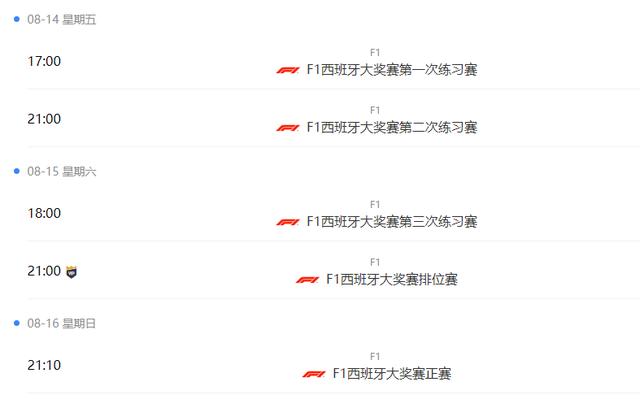 08-14 星期五
F1
17:00
F1西班牙大奖赛第一次练习赛
F1
21:00
F1西班牙大奖赛第二次练习赛
08-15 星期六
F1
18:00
F1西班牙大奖赛第三次练习赛
F1
21:00
F1西班牙大奖赛排位赛
08-16 星期日
F1
21:10
F1西班牙大奖赛正赛